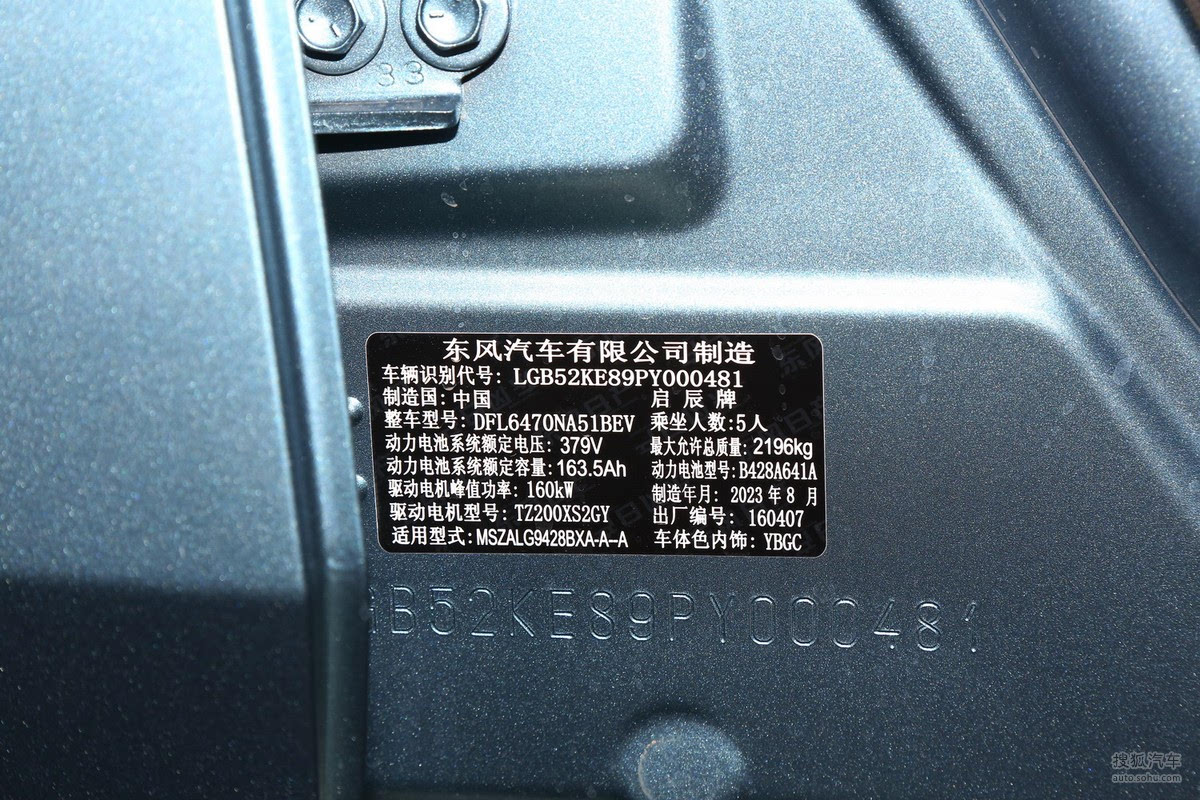 33
东风汽车有限公司制造
车辆识别代号: LGB52KE89PY000481
制造国: 中国 启辰牌
整车型号: DFL6470NA51BEV 乘坐人数:5人
动力电池系统额定电压: 379V 最大允许总质量: 2196kg
动力电池系统额定容量: 163.5Ah 动力电池型号: B428A641A
驱动电机峰值功率: 160kW 制造年月: 2023年8月
驱动电机型号: TZ200XS2GY 出厂编号: 160407
适用型式: MSZALG9428BXA-A-A 车体色内饰: YBGC
GB52KE89PY000481
搜狐汽车
auto.sohu.com